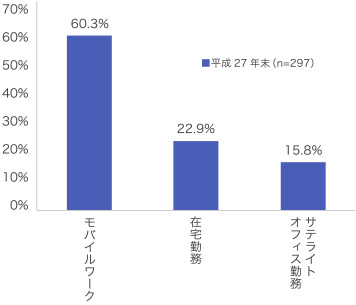 70%
60%
50%
40%
30%
20%
10%
0%
60.3%
22.9%
15.8%
平成 27 年末（n=297）
モバイルワーク
在宅勤務
サテライト
オフィス勤務